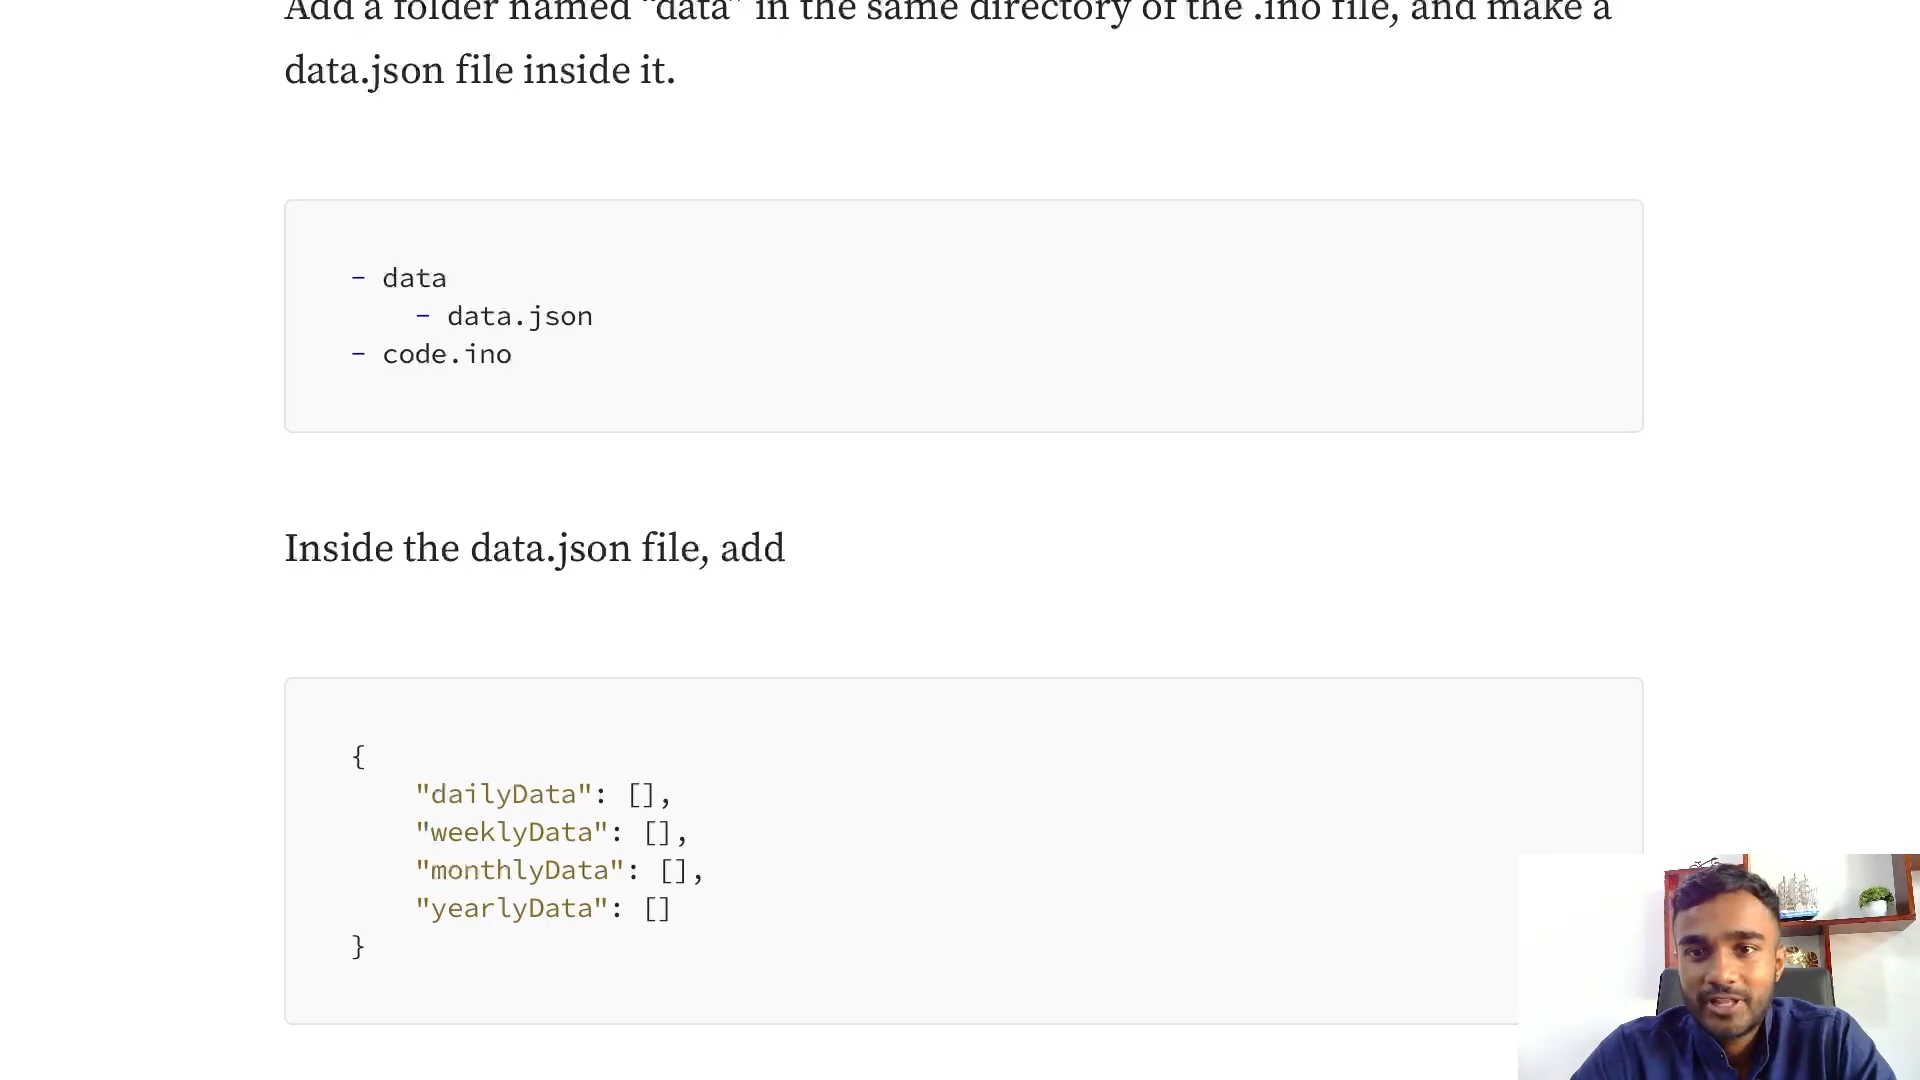 Add a folder named “data” in the same directory of the .ino file, and make a
data.json file inside it.
- data
- data.json
- code.ino
Inside the data.json file, add
{
"dailyData": [],
"weeklyData": [],
"monthlyData": [],
"yearlyData": []
}